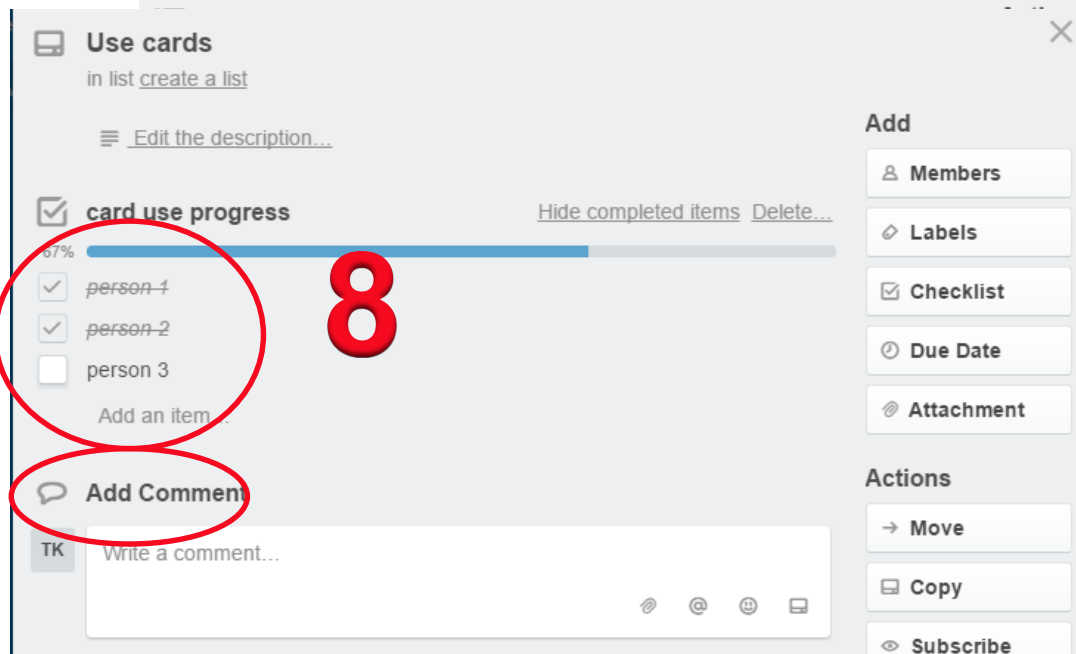 Use cards
in list create a list
Edit the description...
card use progress Hide completed items Delete...
67%
person 1
person 2
person 3
Add an item...
8
Add Comment
TK
Write a comment...
Add
Members
Labels
Checklist
Due Date
Attachment
Actions
Move
Copy
Subscribe